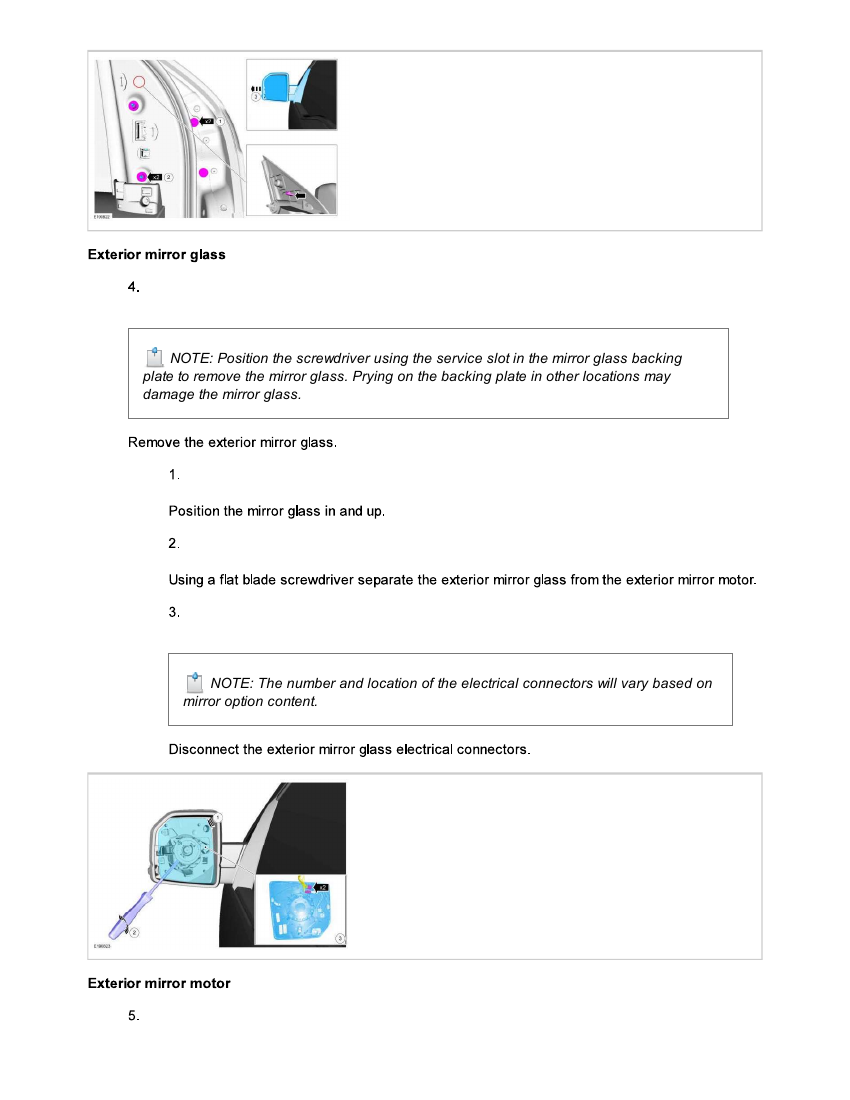 x2 1
x2 2
3
E198822
Exterior mirror glass
4.
NOTE: Position the screwdriver using the service slot in the mirror glass backing
plate to remove the mirror glass. Prying on the backing plate in other locations may
damage the mirror glass.
Remove the exterior mirror glass.
1.
Position the mirror glass in and up.
2.
Using a flat blade screwdriver separate the exterior mirror glass from the exterior mirror motor.
3.
NOTE: The number and location of the electrical connectors will vary based on
mirror option content.
Disconnect the exterior mirror glass electrical connectors.
1
x2
2
3
E198823
Exterior mirror motor
5.